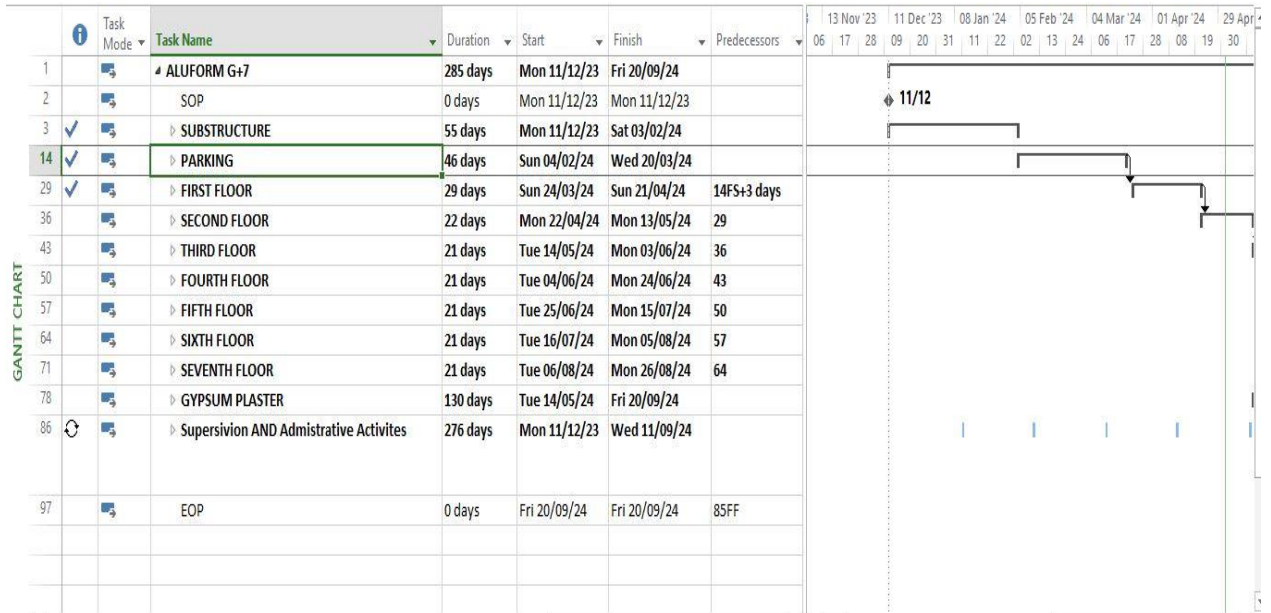 13 Nov '23 11 Dec '23 08 Jan '24 05 Feb '24 04 Mar '24 01 Apr '24 29 Apr
Task Mode Task Name Duration Start Finish Predecessors 06 17 28 09 20 31 11 22 02 13 24 06 17 28 08 19 30
1 ALUFORM G+7 285 days Mon 11/12/23 Fri 20/09/24
2 SOP 0 days Mon 11/12/23 Mon 11/12/23 11/12
3 SUBSTRUCTURE 55 days Mon 11/12/23 Sat 03/02/24
14 PARKING 46 days Sun 04/02/24 Wed 20/03/24
29 FIRST FLOOR 29 days Sun 24/03/24 Sun 21/04/24 14FS+3 days
36 SECOND FLOOR 22 days Mon 22/04/24 Mon 13/05/24 29
43 THIRD FLOOR 21 days Tue 14/05/24 Mon 03/06/24 36
50 FOURTH FLOOR 21 days Tue 04/06/24 Mon 24/06/24 43
57 FIFTH FLOOR 21 days Tue 25/06/24 Mon 15/07/24 50
64 SIXTH FLOOR 21 days Tue 16/07/24 Mon 05/08/24 57
71 SEVENTH FLOOR 21 days Tue 06/08/24 Mon 26/08/24 64
78 GYPSUM PLASTER 130 days Tue 14/05/24 Fri 20/09/24
86 Supersivion AND Admistrative Activites 276 days Mon 11/12/23 Wed 11/09/24
97 EOP 0 days Fri 20/09/24 Fri 20/09/24 85FF
GANTT CHART